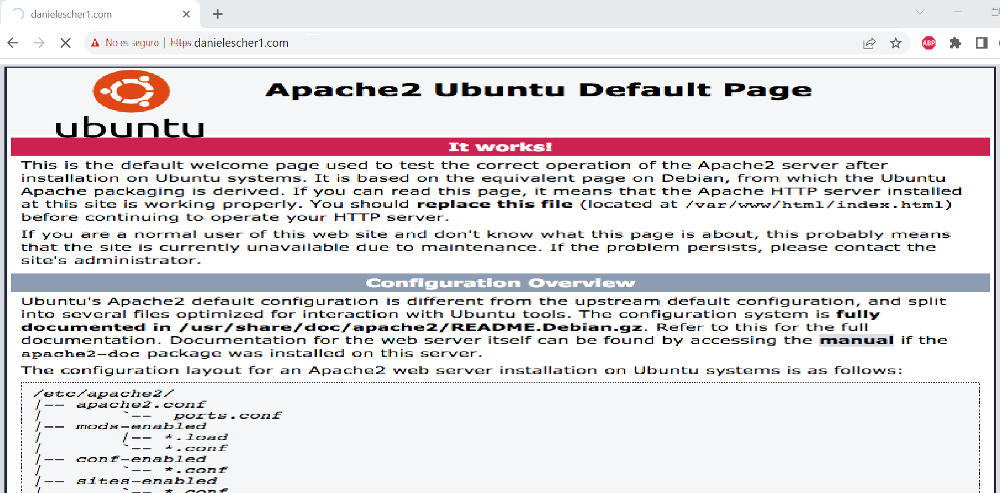 danielescher1.com
No es seguro | https: danielescher1.com
ABP
ubuntu
Apache2 Ubuntu Default Page
It works!
This is the default welcome page used to test the correct operation of the Apache2 server after
installation on Ubuntu systems. It is based on the equivalent page on Debian, from which the Ubuntu
Apache packaging is derived. If you can read this page, it means that the Apache HTTP server installed
at this site is working properly. You should replace this file (located at /var/www/html/index.html)
before continuing to operate your HTTP server.
If you are a normal user of this web site and don't know what this page is about, this probably means
that the site is currently unavailable due to maintenance. If the problem persists, please contact the
site's administrator.
Configuration Overview
Ubuntu's Apache2 default configuration is different from the upstream default configuration, and split
into several files optimized for interaction with Ubuntu tools. The configuration system is fully
documented in /usr/share/doc/apache2/README.Debian.gz. Refer to this for the full
documentation. Documentation for the web server itself can be found by accessing the manual if the
apache2-doc package was installed on this server.
The configuration layout for an Apache2 web server installation on Ubuntu systems is as follows:
/etc/apache2/
|-- apache2.conf
|       `--  ports.conf
|-- mods-enabled
|       |-- *.load
|       `-- *.conf
|-- conf-enabled
|       `-- *.conf
|-- sites-enabled
|       `-- *.conf